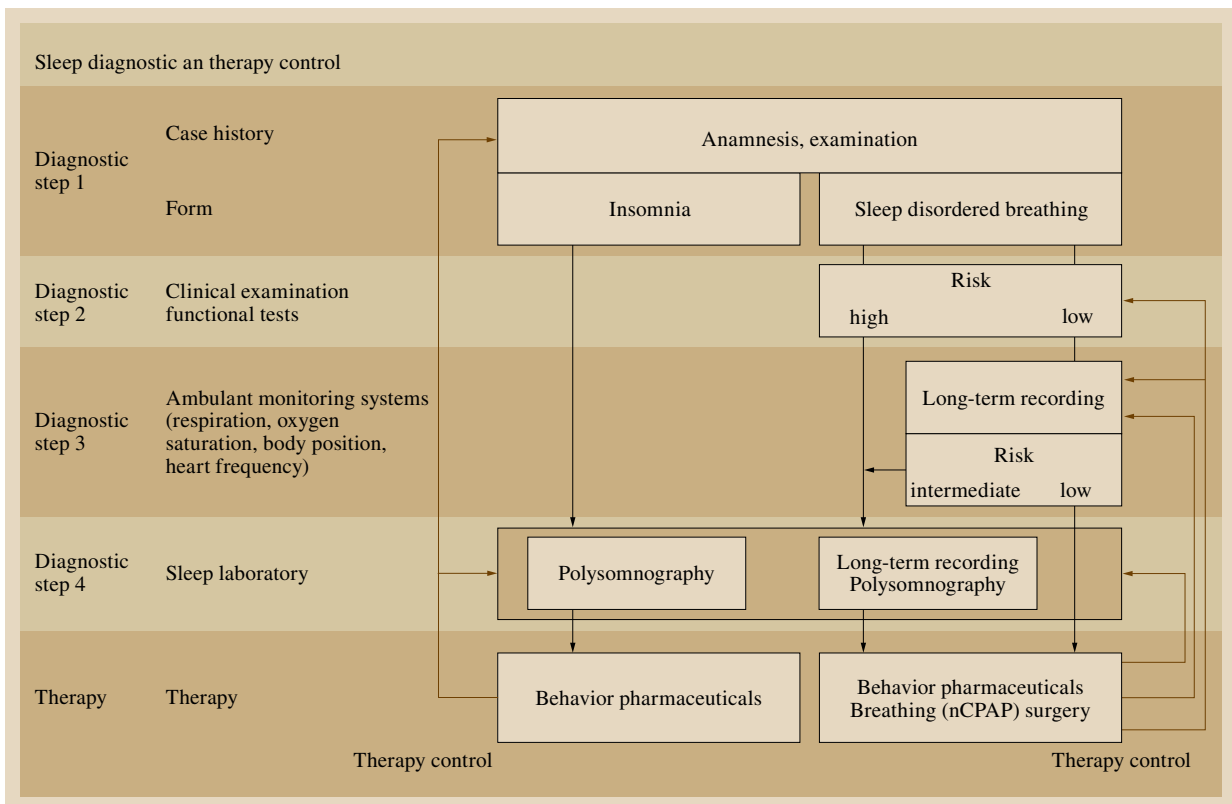 Sleep diagnostic an therapy control
Diagnostic
step 1
Case history
Form
Anamnesis, examination
Insomnia
Sleep disordered breathing
Diagnostic
step 2
Clinical examination
functional tests
Risk
high
low
Diagnostic
step 3
Ambulant monitoring systems
(respiration, oxygen
saturation, body position,
heart frequency)
Long-term recording
Risk
intermediate
low
Diagnostic
step 4
Sleep laboratory
Polysomnography
Long-term recording
Polysomnography
Therapy
Therapy
Behavior pharmaceuticals
Behavior pharmaceuticals
Breathing (nCPAP) surgery
Therapy control
Therapy control